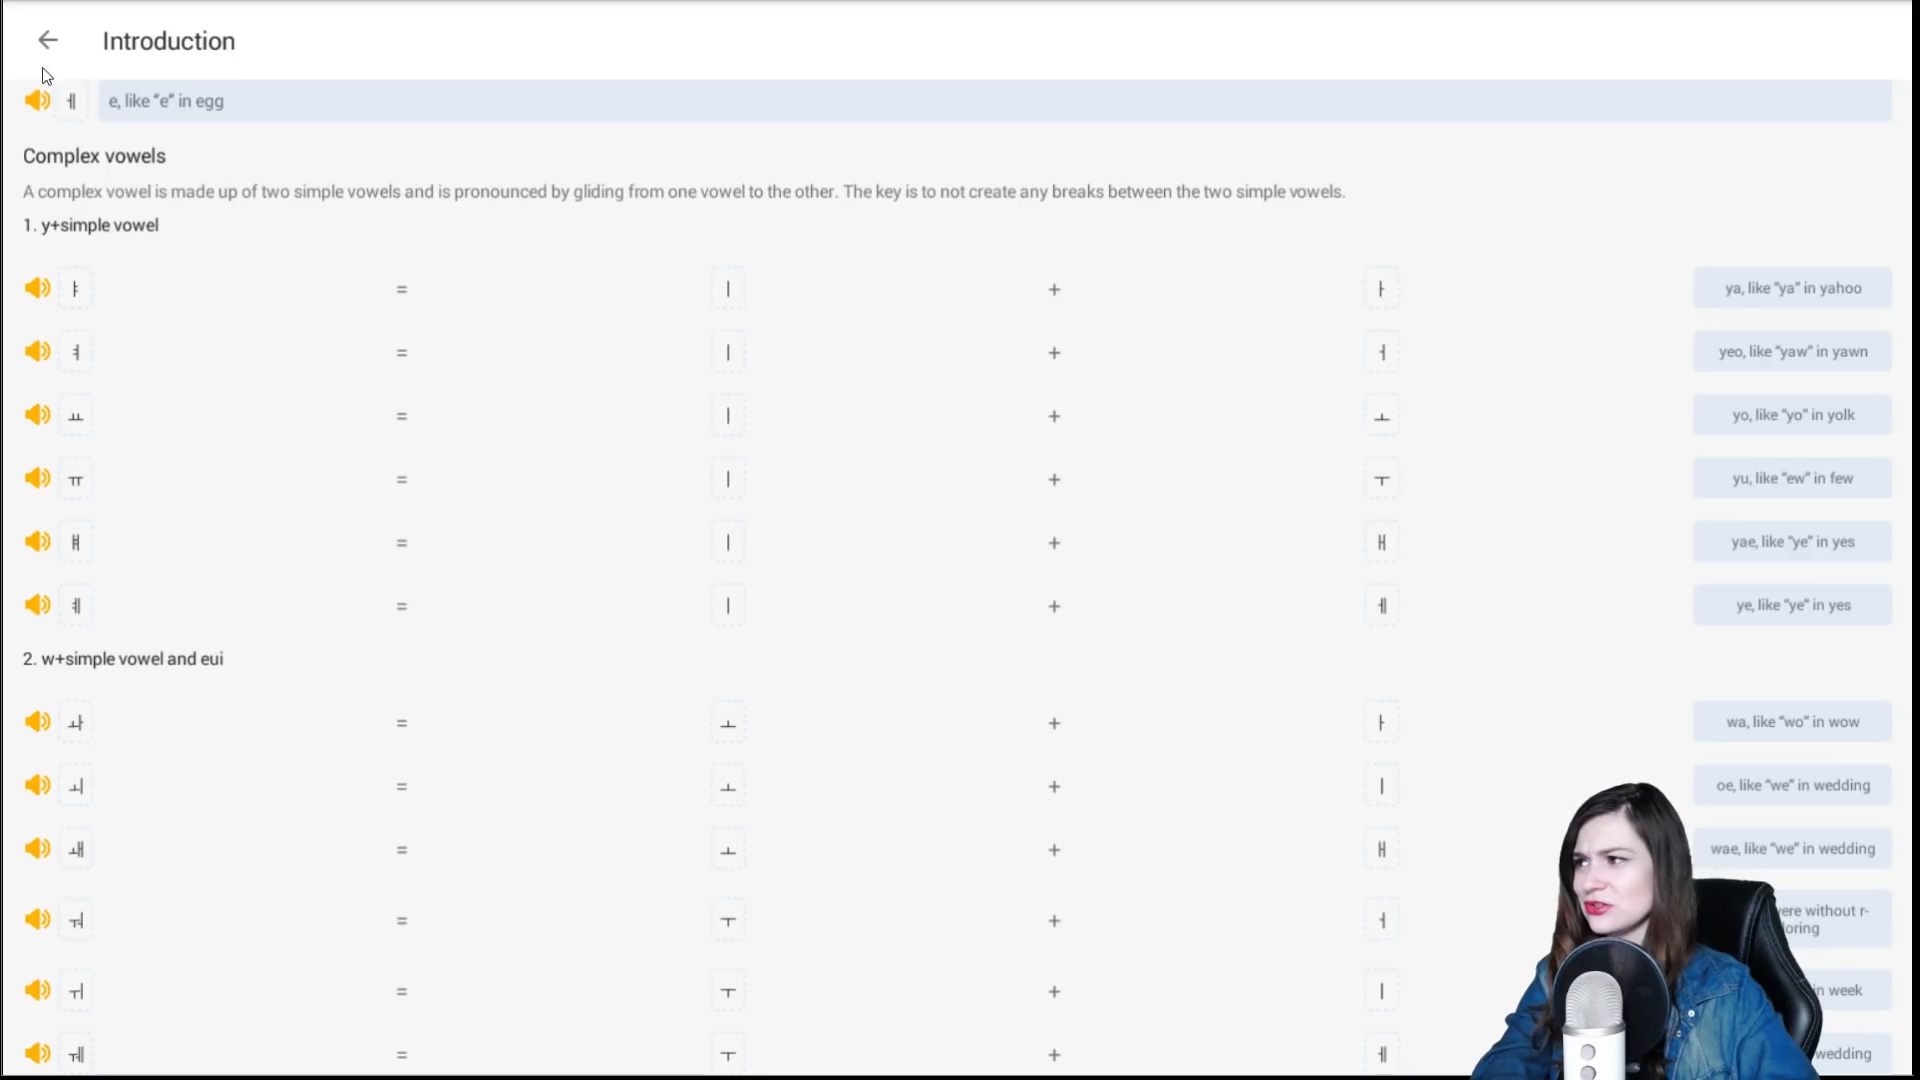 Introduction
ㅔ e, like "e" in egg
Complex vowels
A complex vowel is made up of two simple vowels and is pronounced by gliding from one vowel to the other. The key is to not create any breaks between the two simple vowels.
1. y+simple vowel
ㅑ = ㅣ + ㅏ ya, like "ya" in yahoo
ㅕ = ㅣ + ㅓ yeo, like "yaw" in yawn
ㅛ = ㅣ + ㅗ yo, like "yo" in yolk
ㅠ = ㅣ + ㅜ yu, like "ew" in few
ㅒ = ㅣ + ㅐ yae, like "ye" in yes
ㅖ = ㅣ + ㅔ ye, like "ye" in yes
2. w+simple vowel and eui
ㅘ = ㅗ + ㅏ wa, like "wo" in wow
ㅚ = ㅗ + ㅣ oe, like "we" in wedding
ㅙ = ㅗ + ㅐ wae, like "we" in wedding
ㅝ = ㅜ + ㅓ without r-
ㅟ = ㅜ + ㅣ in week
ㅞ = ㅜ + ㅔ wedding